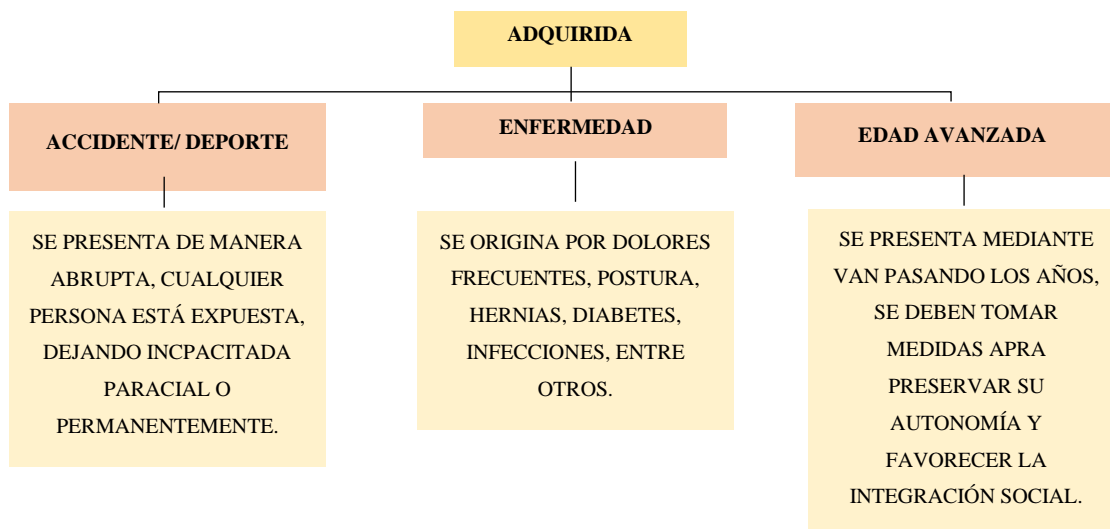 ADQUIRIDA
ACCIDENTE/ DEPORTE
SE PRESENTA DE MANERA
ABRUPTA, CUALQUIER
PERSONA ESTÁ EXPUESTA,
DEJANDO INCPACITADA
PARACIAL O
PERMANENTEMENTE.
ENFERMEDAD
SE ORIGINA POR DOLORES
FRECUENTES, POSTURA,
HERNIAS, DIABETES,
INFECCIONES, ENTRE
OTROS.
EDAD AVANZADA
SE PRESENTA MEDIANTE
VAN PASANDO LOS AÑOS,
SE DEBEN TOMAR
MEDIDAS APRA
PRESERVAR SU
AUTONOMÍA Y
FAVORECER LA
INTEGRACIÓN SOCIAL.